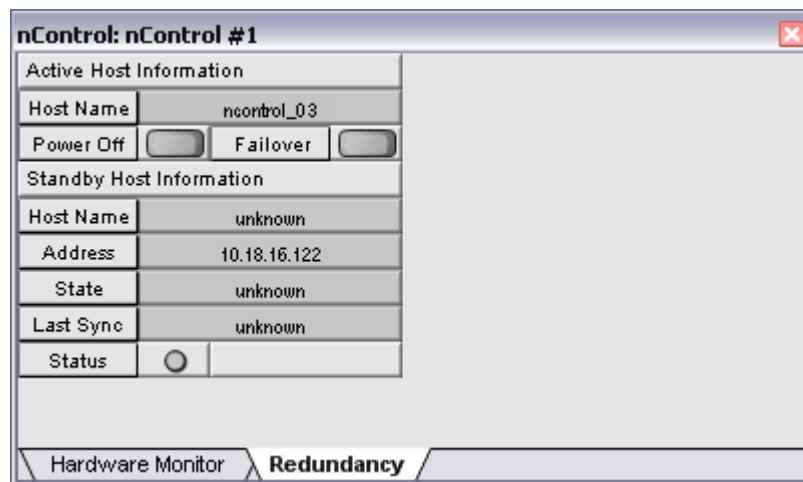 nControl: nControl #1
Active Host Information
Host Name ncontrol_03
Power Off Failover
Standby Host Information
Host Name unknown
Address 10.18.16.122
State unknown
Last Sync unknown
Status
Hardware Monitor Redundancy